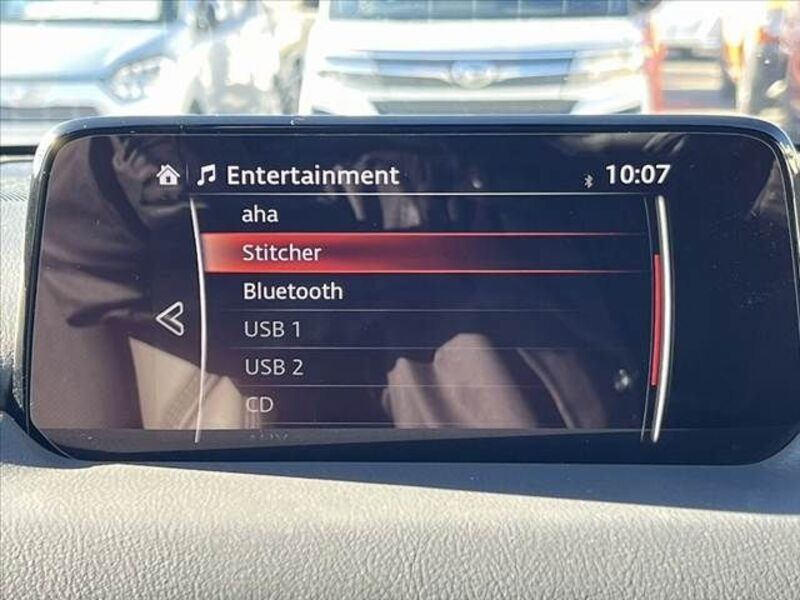 Entertainment 10:07
aha
Stitcher
Bluetooth
USB 1
USB 2
CD